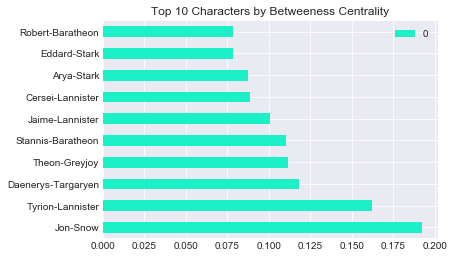 Top 10 Characters by Betweeness Centrality
0
Robert-Baratheon
Eddard-Stark
Arya-Stark
Cersei-Lannister
Jaime-Lannister
Stannis-Baratheon
Theon-Greyjoy
Daenerys-Targaryen
Tyrion-Lannister
Jon-Snow
0.000 0.025 0.050 0.075 0.100 0.125 0.150 0.175 0.200